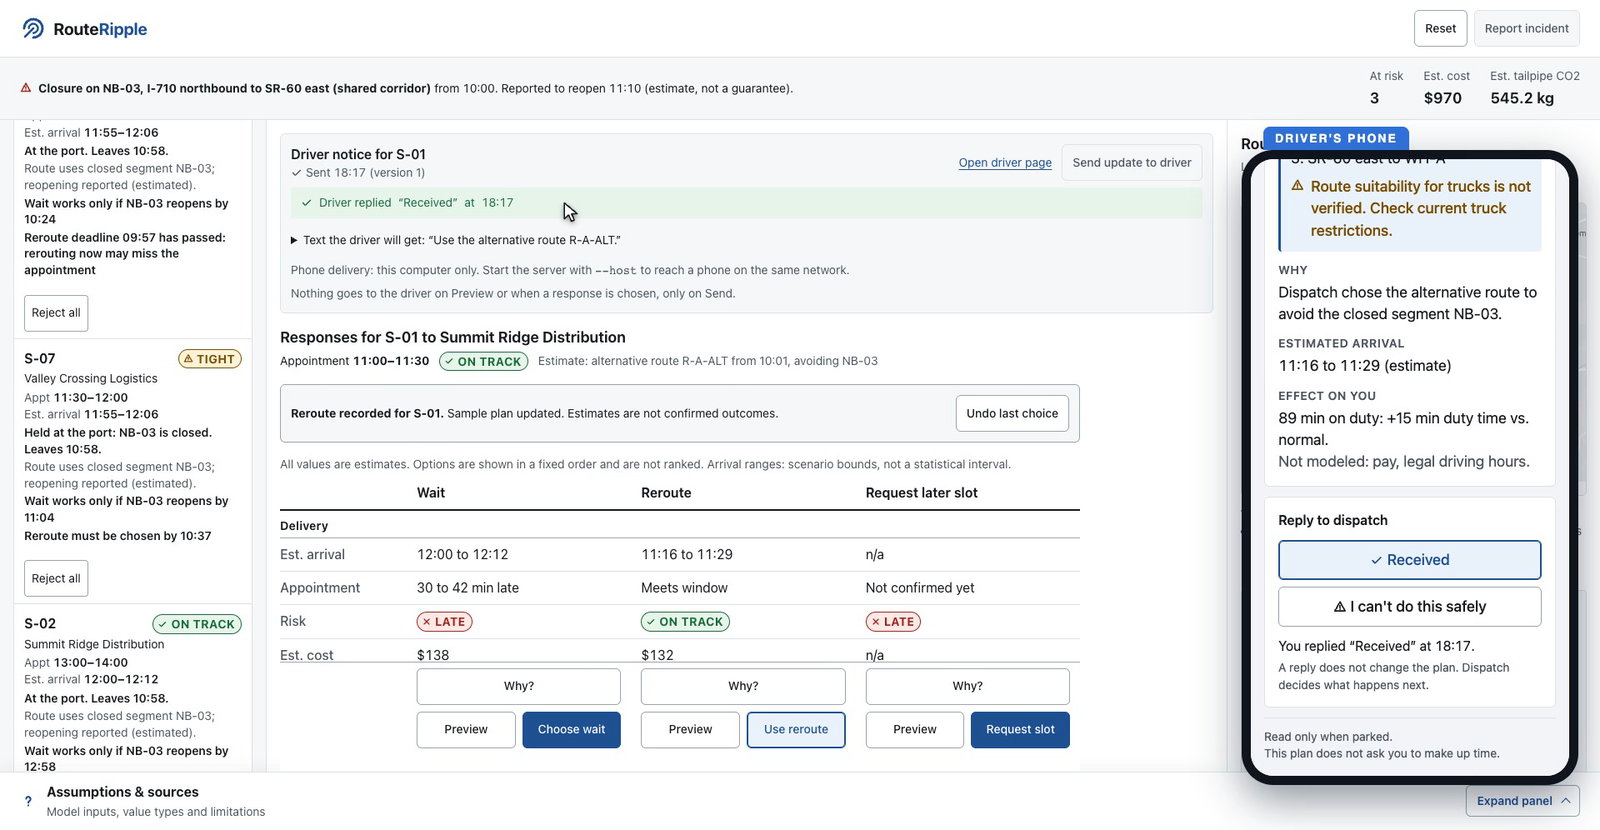 RouteRipple
Reset
Report incident
Closure on NB-03, I-710 northbound to SR-60 east (shared corridor) from 10:00. Reported to reopen 11:10 (estimate, not a guarantee).
At risk
3
Est. cost
$970
Est. tailpipe CO2
545.2 kg
Est. arrival 11:55–12:06
At the port. Leaves 10:58.
Route uses closed segment NB-03;
reopening reported (estimated).
Wait works only if NB-03 reopens by
10:24
Reroute deadline 09:57 has passed:
rerouting now may miss the
appointment
Reject all
S-07
TIGHT
Valley Crossing Logistics
Appt 11:30–12:00
Est. arrival 11:55–12:06
Held at the port: NB-03 is closed.
Leaves 10:58.
Route uses closed segment NB-03;
reopening reported (estimated).
Wait works only if NB-03 reopens by
11:04
Reroute must be chosen by 10:37
Reject all
S-02
ON TRACK
Summit Ridge Distribution
Appt 13:00–14:00
Est. arrival 12:00–12:12
At the port. Leaves 10:58.
Route uses closed segment NB-03;
reopening reported (estimated).
Wait works only if NB-03 reopens by
12:58
Driver notice for S-01
✓ Sent 18:17 (version 1)
Open driver page
Send update to driver
✓ Driver replied “Received” at 18:17
▶ Text the driver will get: “Use the alternative route R-A-ALT.”
Phone delivery: this computer only. Start the server with --host to reach a phone on the same network.
Nothing goes to the driver on Preview or when a response is chosen, only on Send.
Responses for S-01 to Summit Ridge Distribution
Appointment 11:00–11:30 ✓ ON TRACK Estimate: alternative route R-A-ALT from 10:01, avoiding NB-03
Reroute recorded for S-01. Sample plan updated. Estimates are not confirmed outcomes.
Undo last choice
All values are estimates. Options are shown in a fixed order and are not ranked. Arrival ranges: scenario bounds, not a statistical interval.
Wait Reroute Request later slot
Delivery
Est. arrival 12:00 to 12:12 11:16 to 11:29 n/a
Appointment 30 to 42 min late Meets window Not confirmed yet
Risk ✕ LATE ✓ ON TRACK ✕ LATE
Est. cost $138 $132 n/a
Why? Why? Why?
Preview Choose wait Preview Use reroute Preview Request slot
Rou
DRIVER'S PHONE
3. SR-60 east to WH-A
Route suitability for trucks is not
verified. Check current truck
restrictions.
WHY
Dispatch chose the alternative route to
avoid the closed segment NB-03.
ESTIMATED ARRIVAL
11:16 to 11:29 (estimate)
EFFECT ON YOU
89 min on duty: +15 min duty time vs.
normal.
Not modeled: pay, legal driving hours.
Reply to dispatch
✓ Received
I can't do this safely
You replied “Received” at 18:17.
A reply does not change the plan. Dispatch
decides what happens next.
Read only when parked.
This plan does not ask you to make up time.
? Assumptions & sources
Model inputs, value types and limitations
Expand panel